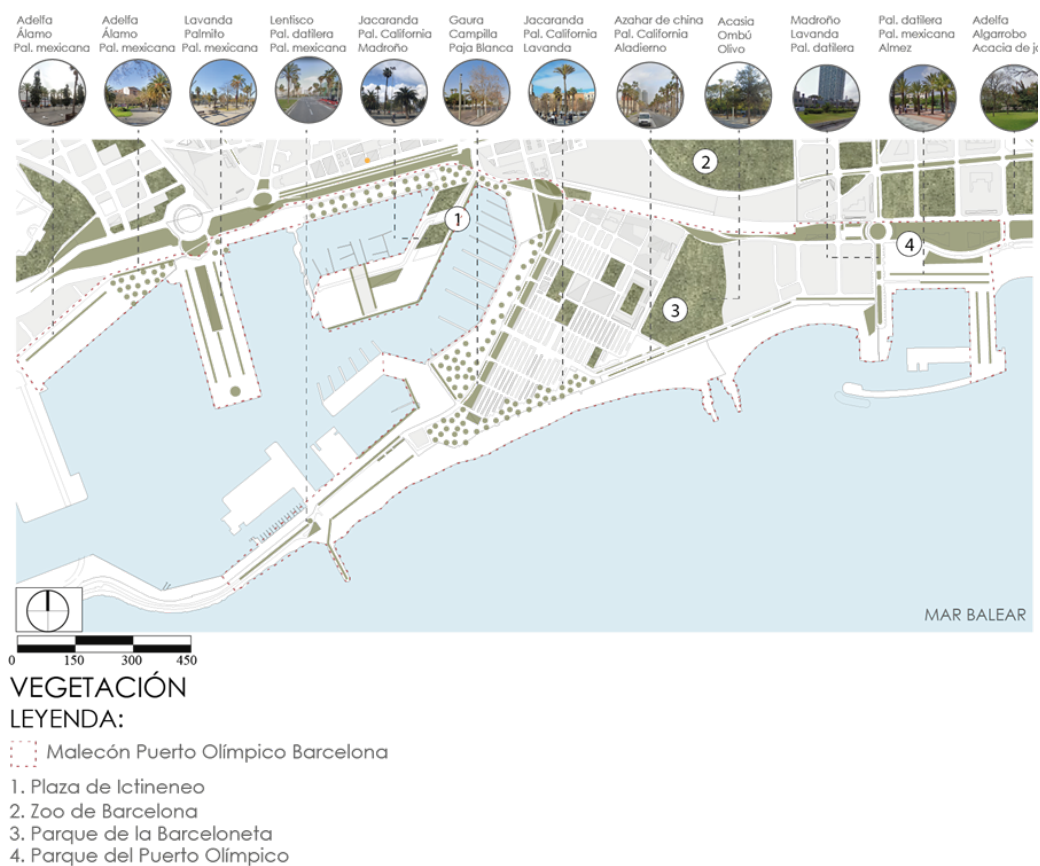 Adelfa
Álamo
Pal. mexicana
Adelfa
Álamo
Pal. mexicana
Lavanda
Palmito
Pal. mexicana
Lentisco
Pal. datilera
Pal. mexicana
Jacaranda
Pal. California
Madroño
Gaura
Campilla
Paja Blanca
Jacaranda
Pal. California
Lavanda
Azahar de china
Pal. California
Aladierno
Acasia
Ombú
Olivo
Madroño
Lavanda
Pal. datilera
Pal. datilera
Pal. mexicana
Almez
Adelfa
Algarrobo
Acacia de
2
1
4
3
MAR BALEAR
0 150 300 450
VEGETACIÓN
LEYENDA:
Malecón Puerto Olímpico Barcelona
1. Plaza de Ictineneo
2. Zoo de Barcelona
3. Parque de la Barceloneta
4. Parque del Puerto Olímpico